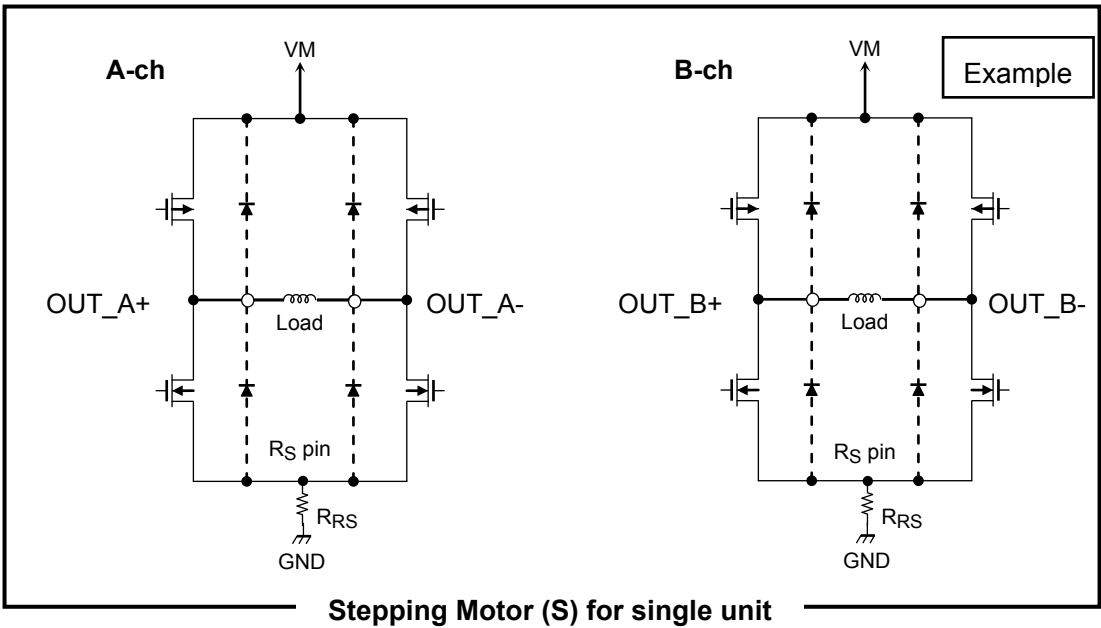 A-ch
VM
OUT_A+
Load
OUT_A-
RS pin
RRS
GND
B-ch
VM
Example
OUT_B+
Load
OUT_B-
RS pin
RRS
GND
Stepping Motor (S) for single unit